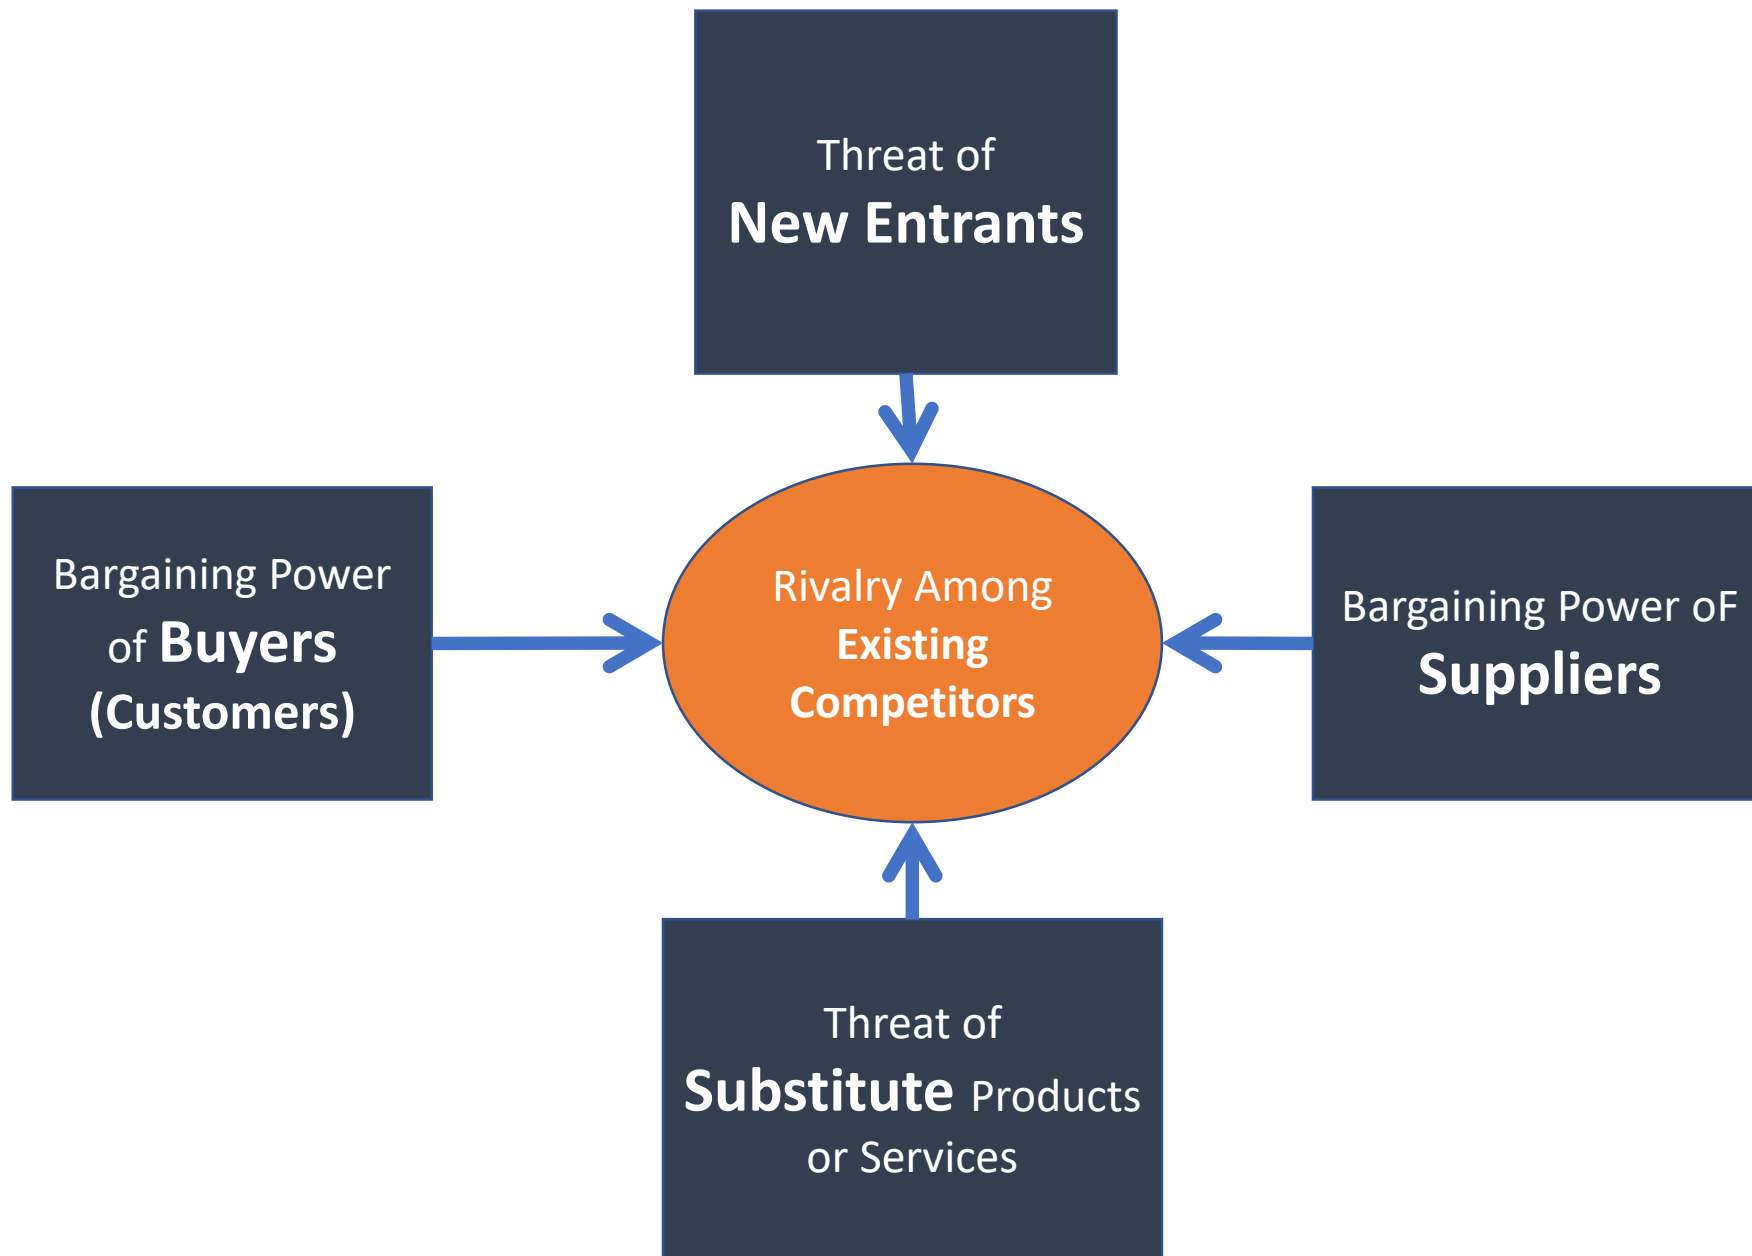 Threat of
New Entrants
Bargaining Power
of Buyers
(Customers)
Rivalry Among
Existing
Competitors
Bargaining Power oF
Suppliers
Threat of
Substitute Products
or Services